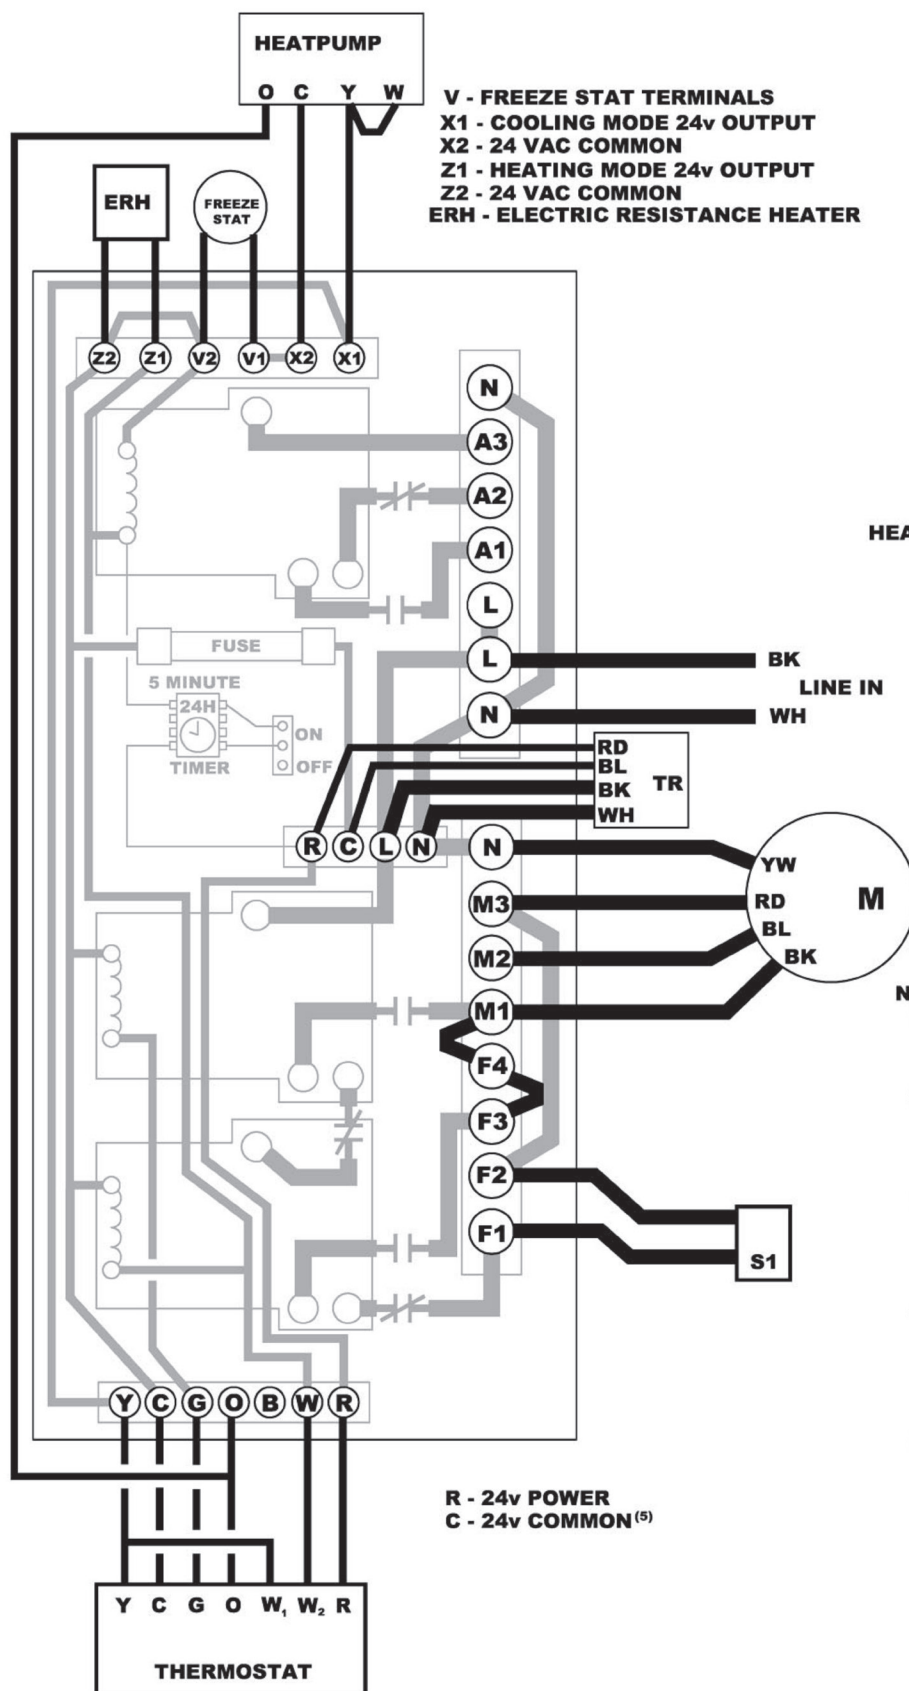 HEATPUMP
O C Y W
V - FREEZE STAT TERMINALS
X1 - COOLING MODE 24v OUTPUT
X2 - 24 VAC COMMON
Z1 - HEATING MODE 24v OUTPUT
Z2 - 24 VAC COMMON
ERH - ELECTRIC RESISTANCE HEATER
ERH
FREEZE
STAT
Z2 Z1 V2 V1 X2 X1
N
A3
A2
A1
HEA
L
FUSE
L
BK
LINE IN
N
WH
5 MINUTE
24H
TIMER
ON
OFF
RD
BL
BK
WH
TR
R C L N
N
M3
M2
M1
F4
F3
F2
F1
YW
RD
BL
BK
M
N
S1
Y C G O B W R
R - 24v POWER
C - 24v COMMON (5)
Y C G O W1 W2 R
THERMOSTAT